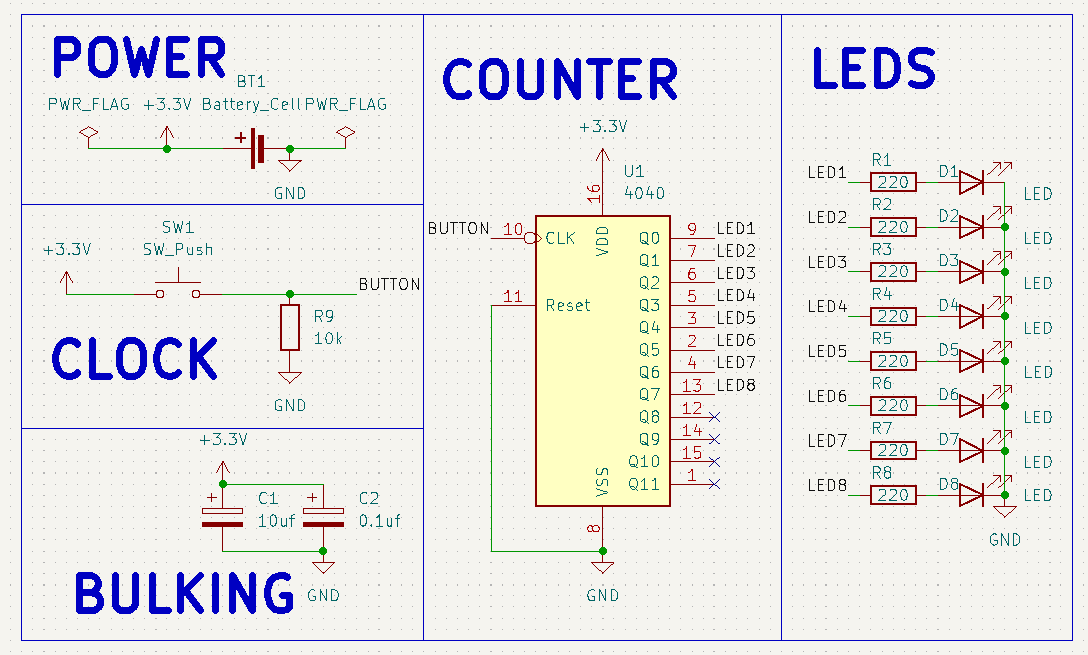 POWER
BT1
PWR_FLAG +3.3V Battery_Cell PWR_FLAG
+
GND
SW1
+3.3V SW_Push
BUTTON
R9
10k
CLOCK
GND
+3.3V
+ C1 + C2
10uf 0.1uf
BULKING GND
COUNTER
+3.3V
U1
4040
16
BUTTON 10 CLK VDD Q0 9 LED1
Q1 7 LED2
Q2 6 LED3
11 Reset Q3 5 LED4
Q4 3 LED5
Q5 2 LED6
Q6 4 LED7
Q7 13 LED8
Q8 12
Q9 14
Q10 15
VSS Q11 1
8
GND
LEDS
LED1 R1 220 D1 LED
LED2 R2 220 D2 LED
LED3 R3 220 D3 LED
LED4 R4 220 D4 LED
LED5 R5 220 D5 LED
LED6 R6 220 D6 LED
LED7 R7 220 D7 LED
LED8 R8 220 D8 LED
GND